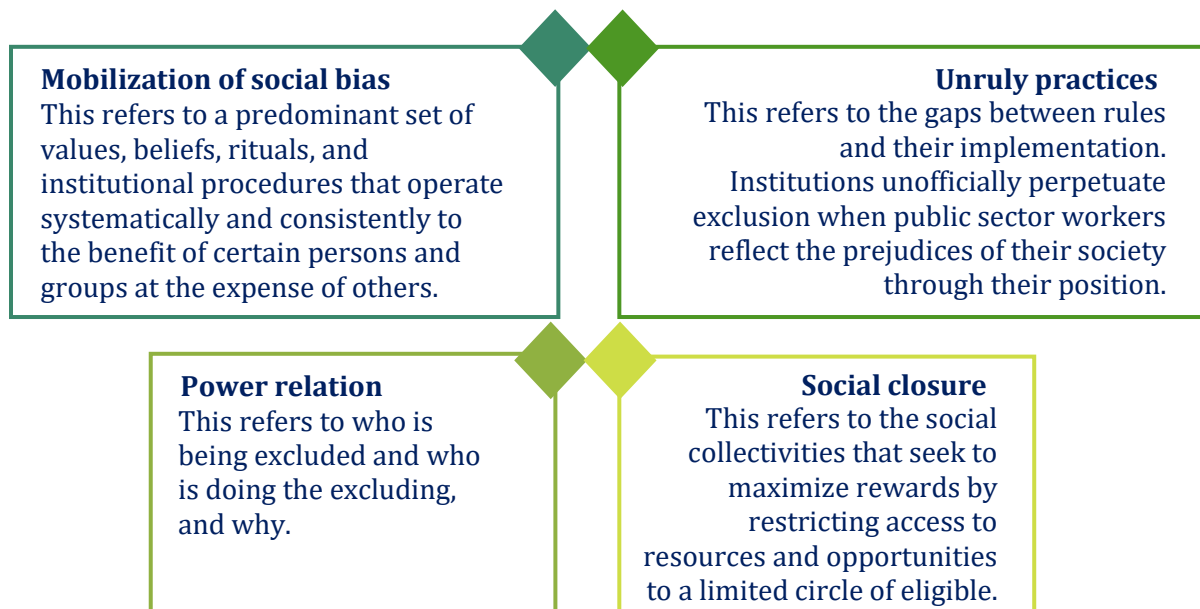 Mobilization of social bias
This refers to a predominant set of
values, beliefs, rituals, and
institutional procedures that operate
systematically and consistently to
the benefit of certain persons and
groups at the expense of others.
Unruly practices
This refers to the gaps between rules
and their implementation.
Institutions unofficially perpetuate
exclusion when public sector workers
reflect the prejudices of their society
through their position.
Power relation
This refers to who is
being excluded and who
is doing the excluding,
and why.
Social closure
This refers to the social
collectivities that seek to
maximize rewards by
restricting access to
resources and opportunities
to a limited circle of eligible.